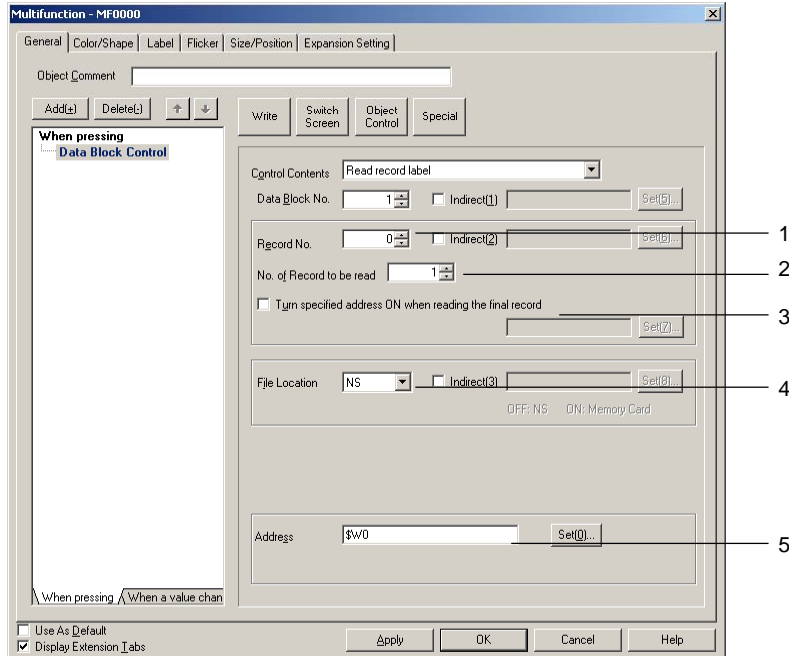 Multifunction - MF0000
General Color/Shape Label Flicker Size/Position Expansion Setting
Object Comment
Add(+) Delete(-)
Write Switch Screen Object Control Special
When pressing
Data Block Control
Control Contents Read record label
Data Block No. 1 Indirect(1) Set(5)...
Record No. 0 Indirect(2) Set(6)... 1
No. of Record to be read 1 2
Turn specified address ON when reading the final record 3
Set(7)...
File Location NS Indirect(3) Set(8)... 4
OFF: NS ON: Memory Card
Address $W0 Set(0)... 5
When pressing When a value chan
Use As Default
Display Extension Tabs
Apply OK Cancel Help